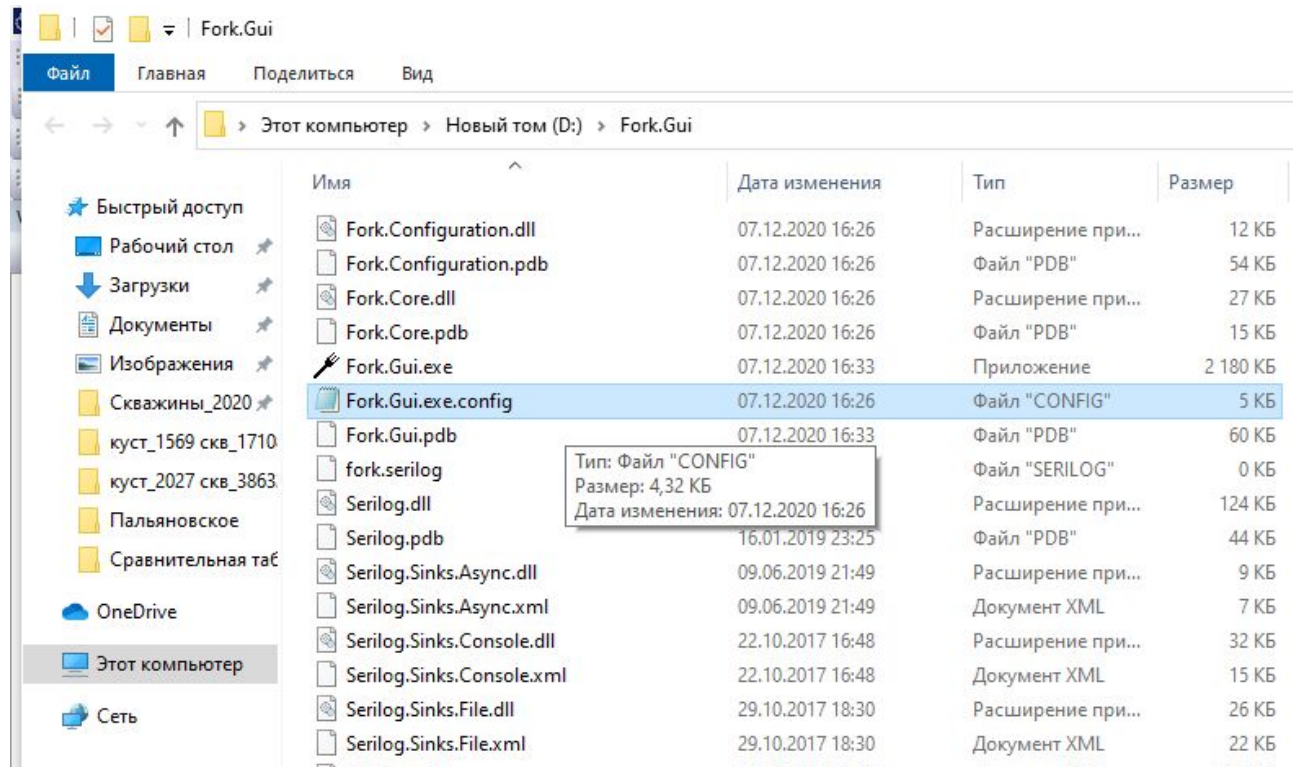 Fork.Gui
Файл Главная Поделиться Вид
Этот компьютер › Новый том (D:) › Fork.Gui
Имя Дата изменения Тип Размер
Быстрый доступ
Рабочий стол
Загрузки
Документы
Изображения
Скважины_2020
куст_1569 скв_1710
куст_2027 скв_3863
Пальяновское
Сравнительная таб
OneDrive
Этот компьютер
Сеть
Fork.Configuration.dll 07.12.2020 16:26 Расширение при... 12 КБ
Fork.Configuration.pdb 07.12.2020 16:26 Файл "PDB" 54 КБ
Fork.Core.dll 07.12.2020 16:26 Расширение при... 27 КБ
Fork.Core.pdb 07.12.2020 16:26 Файл "PDB" 15 КБ
Fork.Gui.exe 07.12.2020 16:33 Приложение 2 180 КБ
Fork.Gui.exe.config 07.12.2020 16:26 Файл "CONFIG" 5 КБ
Fork.Gui.pdb 07.12.2020 16:33 Файл "PDB" 60 КБ
fork.serilog Файл "SERILOG" 0 КБ
Serilog.dll Расширение при... 124 КБ
Serilog.pdb 16.01.2019 23:25 Файл "PDB" 44 КБ
Serilog.Sinks.Async.dll 09.06.2019 21:49 Расширение при... 9 КБ
Serilog.Sinks.Async.xml 09.06.2019 21:49 Документ XML 7 КБ
Serilog.Sinks.Console.dll 22.10.2017 16:48 Расширение при... 32 КБ
Serilog.Sinks.Console.xml 22.10.2017 16:48 Документ XML 15 КБ
Serilog.Sinks.File.dll 29.10.2017 18:30 Расширение при... 26 КБ
Serilog.Sinks.File.xml 29.10.2017 18:30 Документ XML 22 КБ
Тип: Файл "CONFIG"
Размер: 4,32 КБ
Дата изменения: 07.12.2020 16:26